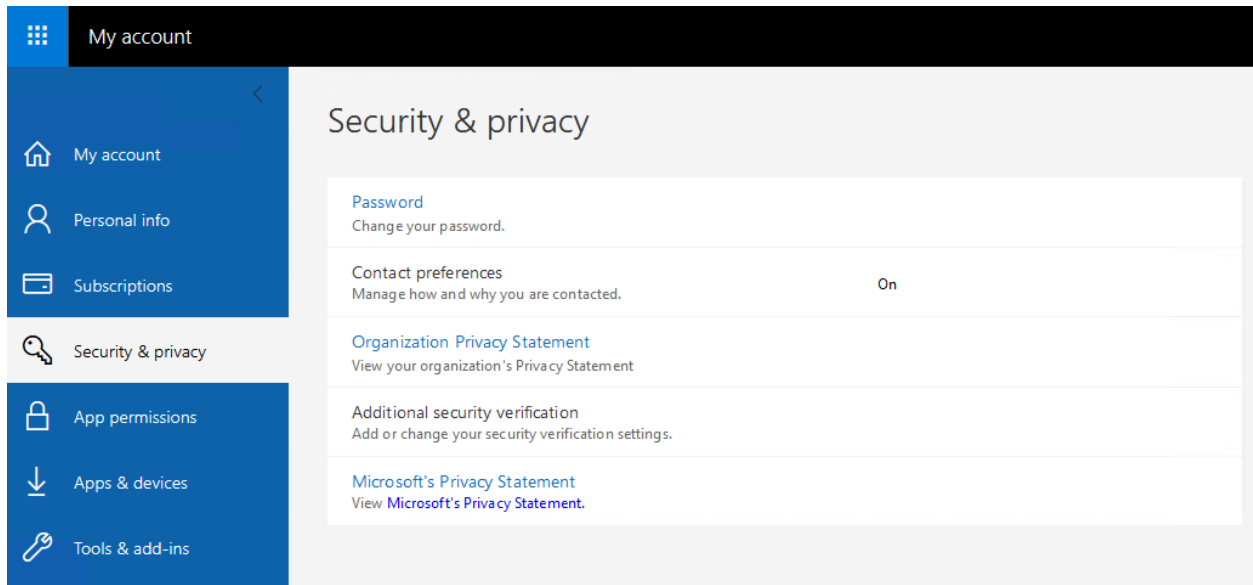 My account
My account
Personal info
Subscriptions
Security & privacy
App permissions
Apps & devices
Tools & add-ins
Security & privacy
Password
Change your password.
Contact preferences
Manage how and why you are contacted.
On
Organization Privacy Statement
View your organization's Privacy Statement
Additional security verification
Add or change your security verification settings.
Microsoft's Privacy Statement
View Microsoft's Privacy Statement.